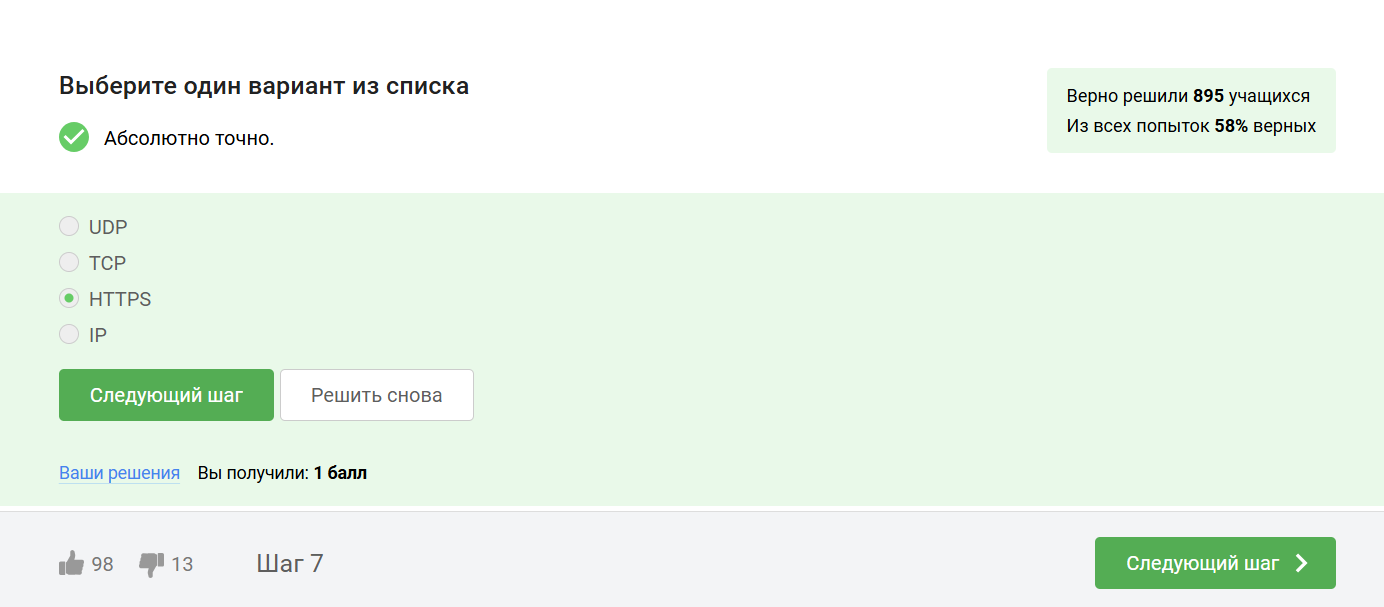 Выберите один вариант из списка
Абсолютно точно.
Верно решили 895 учащихся
Из всех попыток 58% верных
UDP
TCP
HTTPS
IP
Следующий шаг
Решить снова
Ваши решения Вы получили: 1 балл
98 13 Шаг 7
Следующий шаг